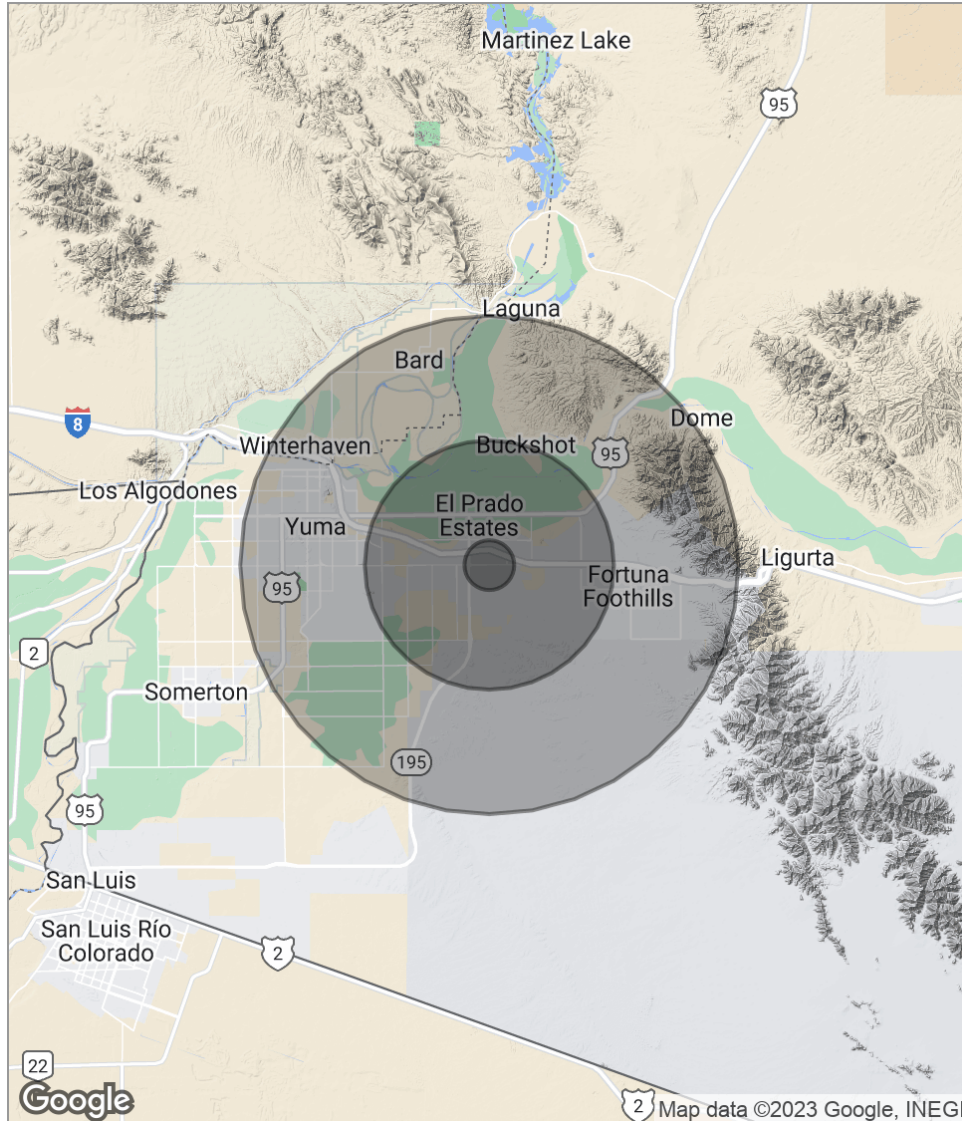 Martinez Lake
95
Laguna
Bard
Dome
8
Winterhaven
Buckshot
95
Los Algodones
El Prado
Estates
Yuma
Ligurta
95
Fortuna
Foothills
2
Somerton
195
95
San Luis
San Luis Río
Colorado
2
22
Google
2
Map data ©2023 Google, INEGI